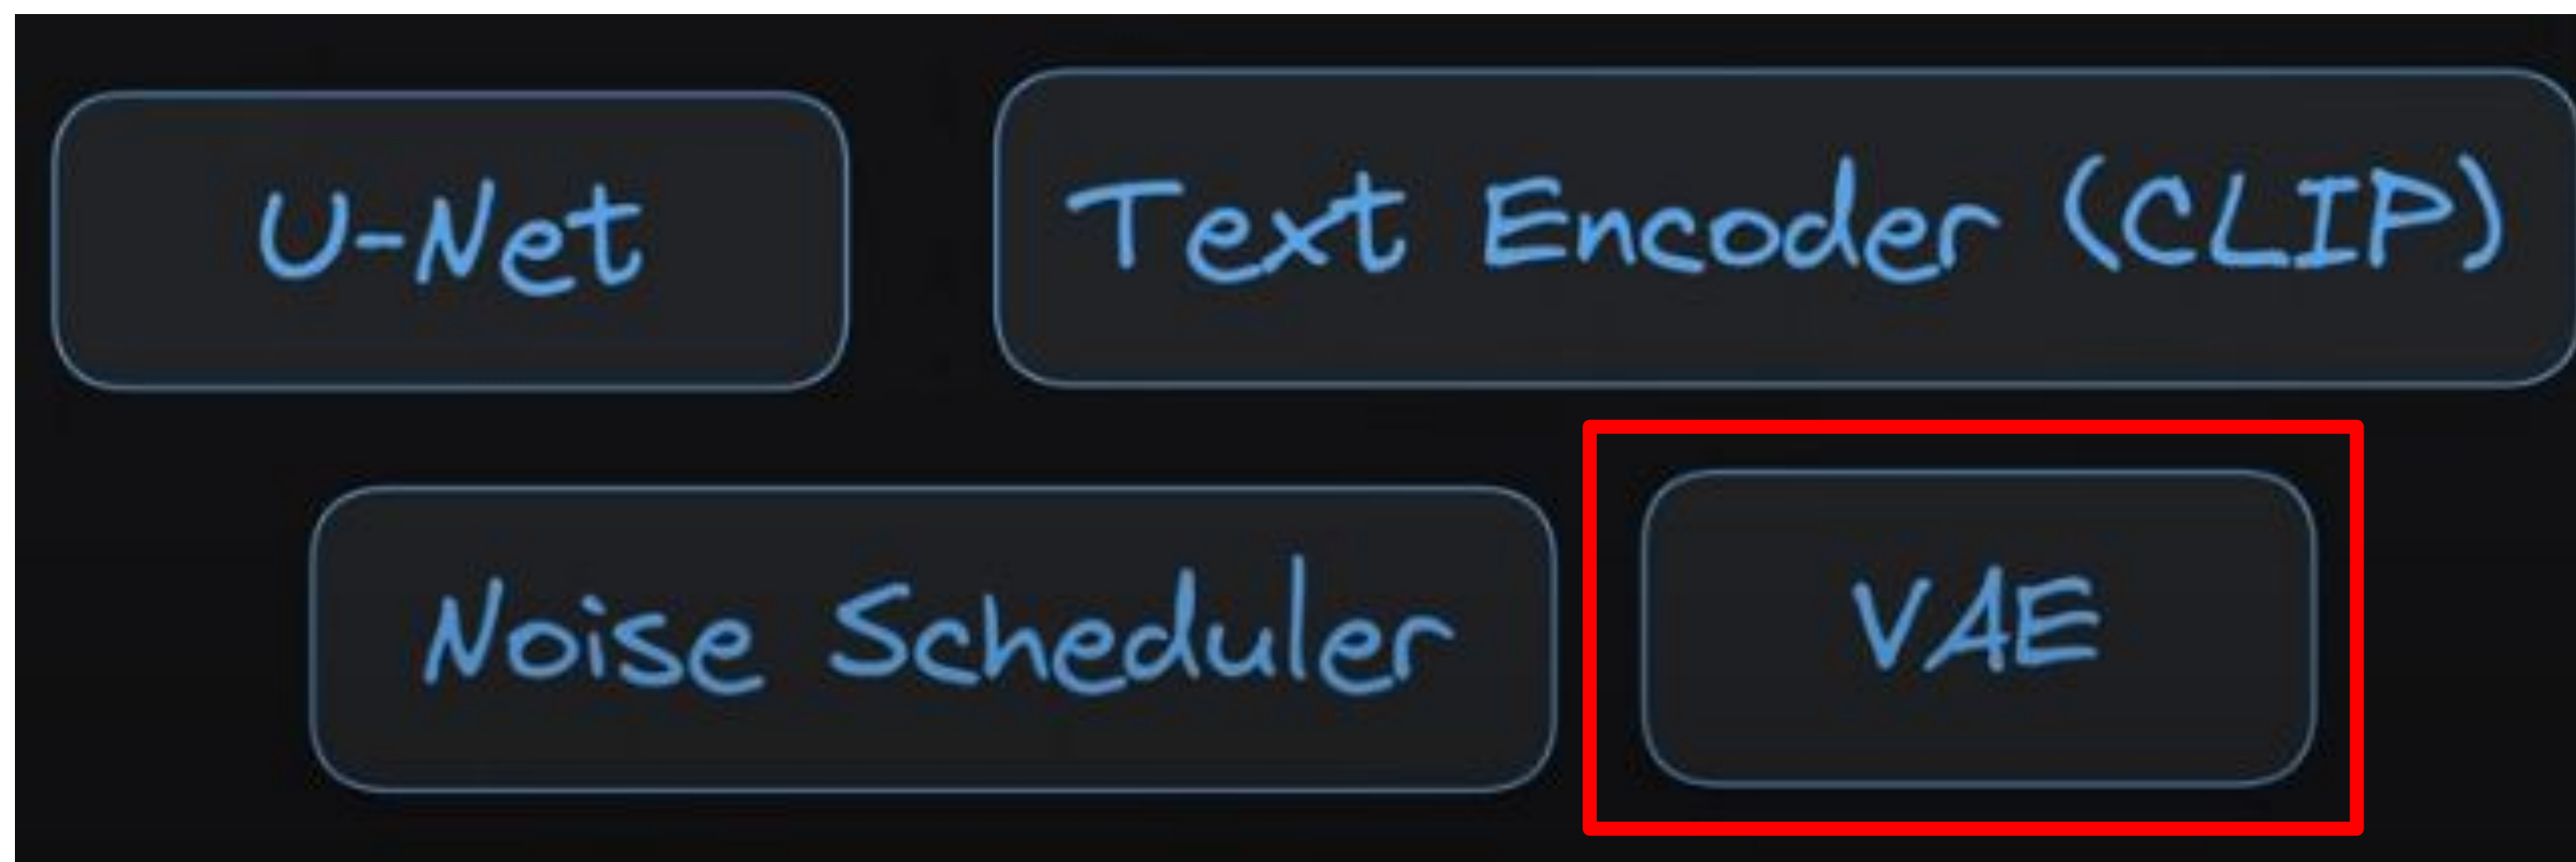 U-Net
Text Encoder (CLIP)
Noise Scheduler
VAE